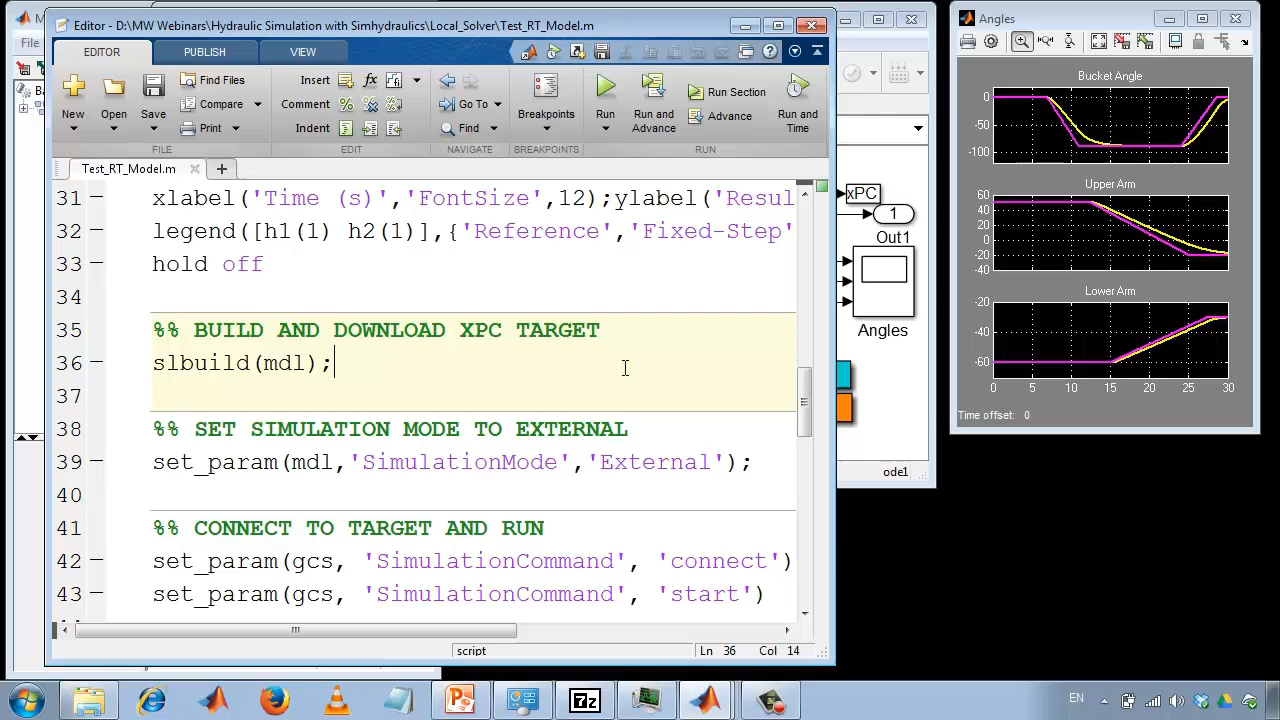 Editor - D:\MW Webinars\Hydraulic Simulation with Simhydraulics\Local_Solver\Test_RT_Model.m
EDITOR PUBLISH VIEW
New Open Save
Find Files
Compare
Print
FILE
Insert
Comment
Indent
EDIT
Go To
Find
NAVIGATE
Breakpoints
BREAKPOINTS
Run
Run and Advance
Run Section
Advance
Run and Time
RUN
Test_RT_Model.m
31 xlabel('Time (s)','FontSize',12);ylabel('Resul
32 legend([h1(1) h2(1)],{'Reference','Fixed-Step'
33 hold off
34
35 %% BUILD AND DOWNLOAD XPC TARGET
36 slbuild(mdl);
37
38 %% SET SIMULATION MODE TO EXTERNAL
39 set_param(mdl,'SimulationMode','External');
40
41 %% CONNECT TO TARGET AND RUN
42 set_param(gcs, 'SimulationCommand', 'connect')
43 set_param(gcs, 'SimulationCommand', 'start')
script Ln 36 Col 14
File
Ba
xPC
1
Out1
Angles
ode1
Angles
Bucket Angle
0
-50
-100
Upper Arm
60
40
20
0
-20
-40
Lower Arm
-20
-40
-60
0 5 10 15 20 25 30
Time offset: 0
7z
EN